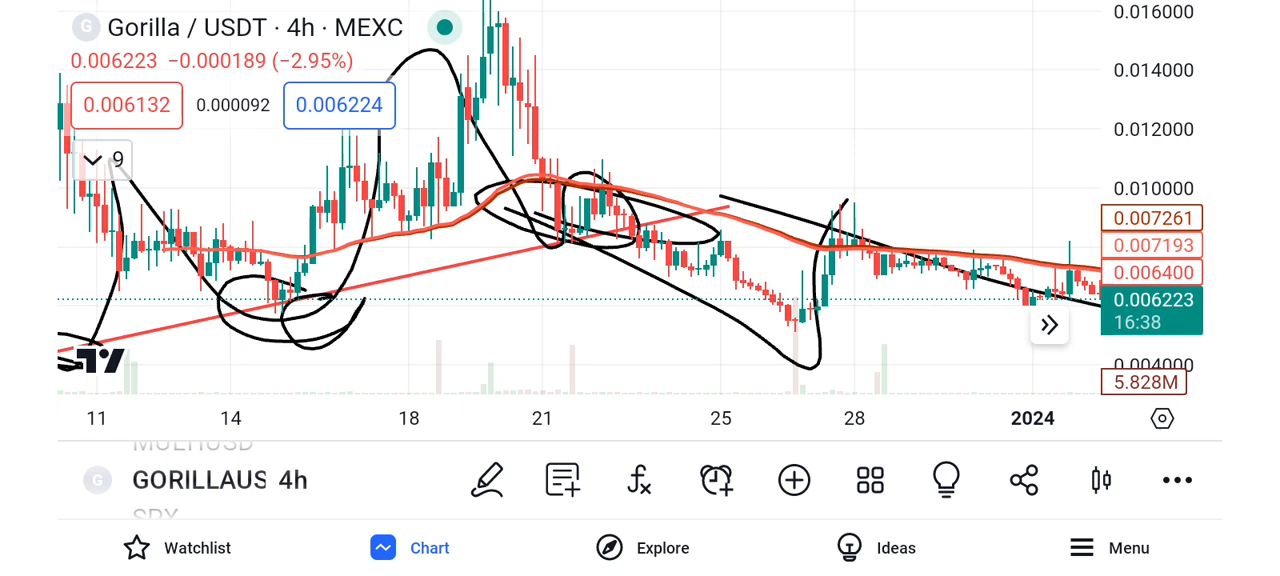 G Gorilla / USDT · 4h · MEXC
0.006223 −0.000189 (−2.95%)
0.006132 0.000092 0.006224
9
0.016000
0.014000
0.012000
0.010000
0.007261
0.007193
0.006400
0.006223
16:38
0.004000
5.828M
11 14 18 21 25 28 2024
MULTIUSD
G GORILLAUS 4h
SPY
Watchlist Chart Explore Ideas Menu